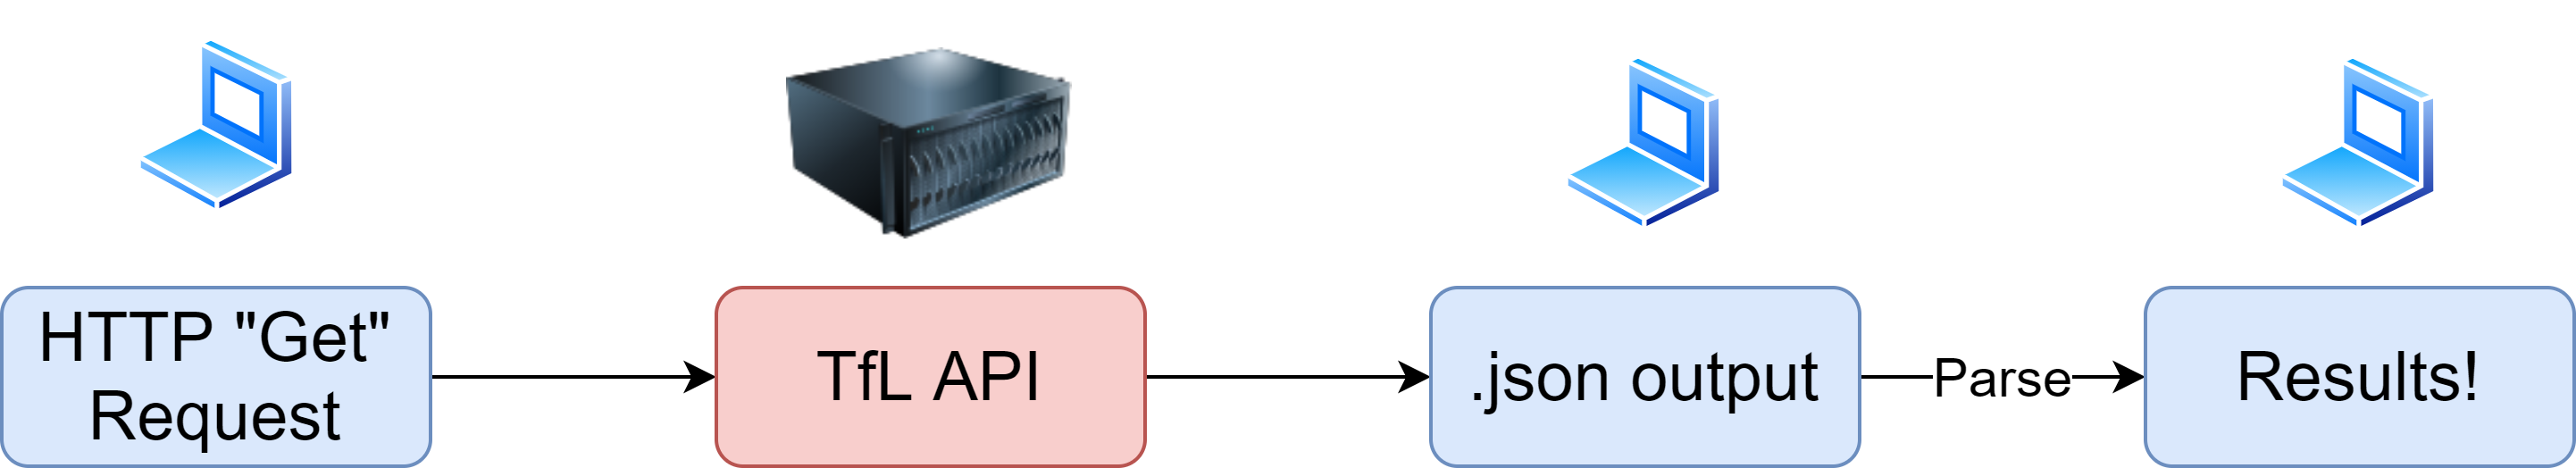 HTTP "Get"
Request
TfL API
.json output
Parse
Results!